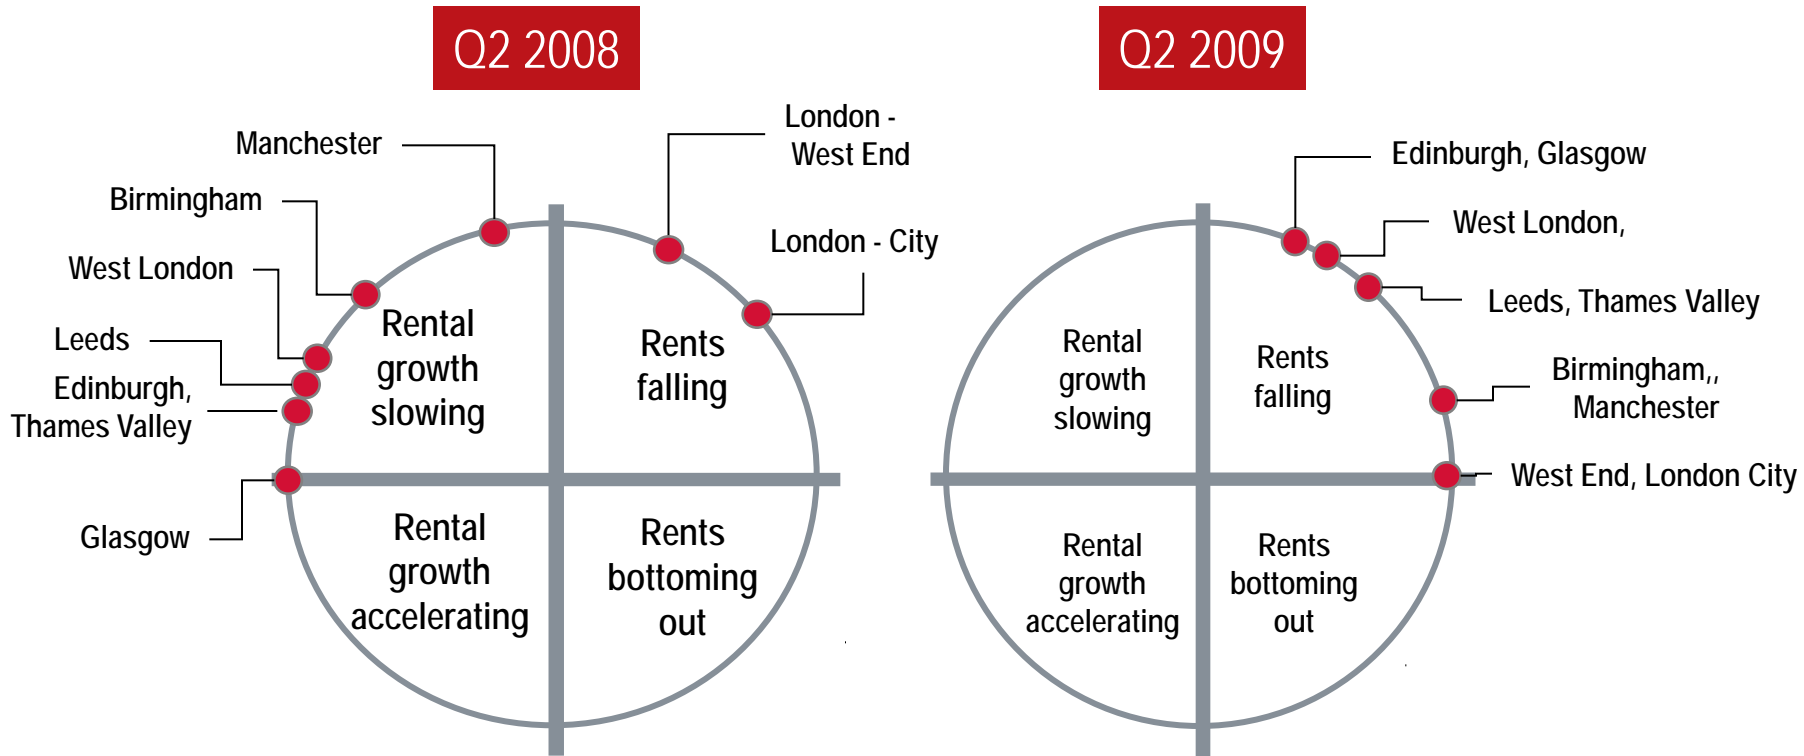 Q2 2008
Manchester
London -
West End
Birmingham
London - City
West London
Leeds
Edinburgh,
Thames Valley
Glasgow
Rental
growth
slowing
Rents
falling
Rental
growth
accelerating
Rents
bottoming
out
Q2 2009
Edinburgh, Glasgow
West London,
Leeds, Thames Valley
Birmingham,,
Manchester
West End, London City
Rental
growth
slowing
Rents
falling
Rental
growth
accelerating
Rents
bottoming
out